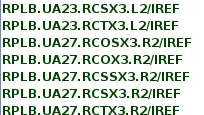 RPLB.UA23.RCSX3.L2/IREF
RPLB.UA23.RCTX3.L2/IREF
RPLB.UA27.RCOSX3.R2/IREF
RPLB.UA27.RCOX3.R2/IREF
RPLB.UA27.RCSSX3.R2/IREF
RPLB.UA27.RCSX3.R2/IREF
RPLB.UA27.RCTX3.R2/IREF